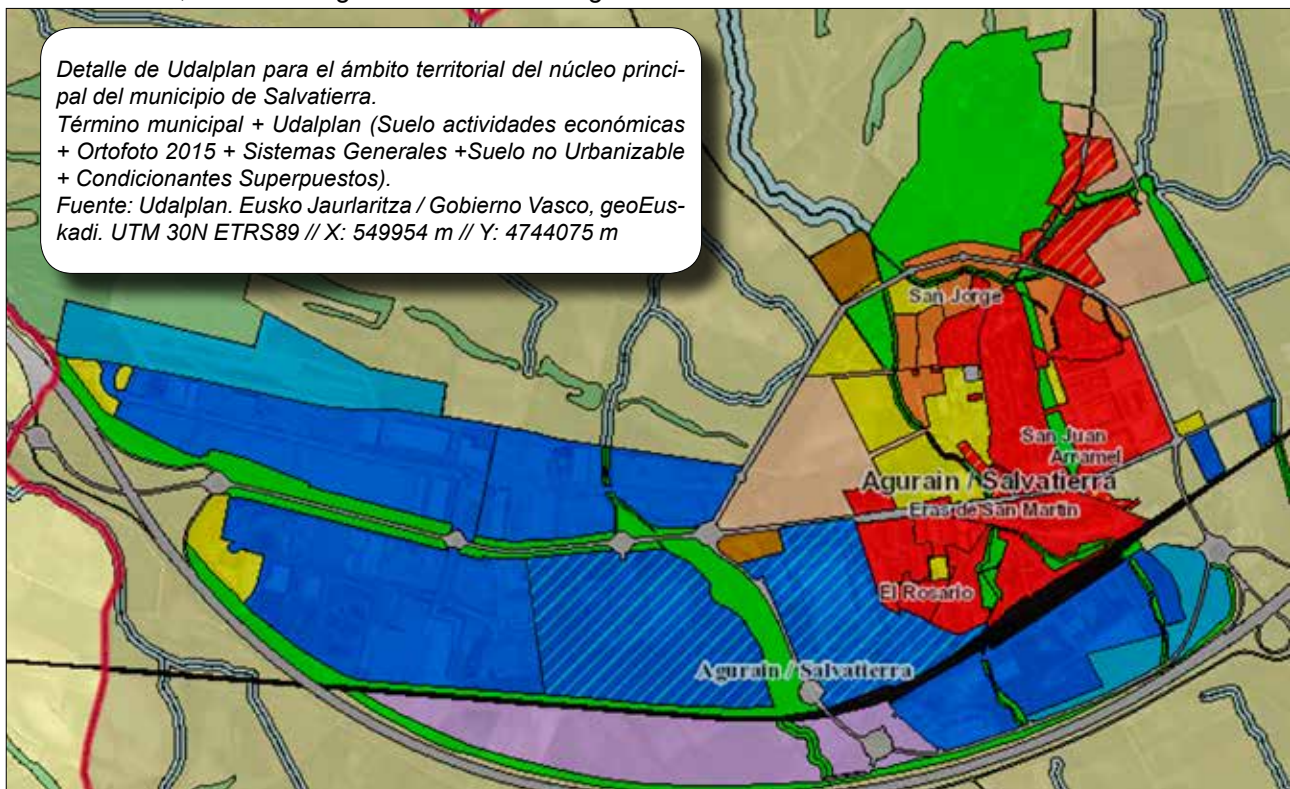 Detalle de Udalplan para el ámbito territorial del núcleo princi-
pal del municipio de Salvatierra.
Término municipal + Udalplan (Suelo actividades económicas
+ Ortofoto 2015 + Sistemas Generales +Suelo no Urbanizable
+ Condicionantes Superpuestos).
Fuente: Udalplan. Eusko Jaurlaritza / Gobierno Vasco, geoEus-
kadi. UTM 30N ETRS89 // X: 549954 m // Y: 4744075 m
San Jorge
San Juan
Arramel
Agurain / Salvatierra
Eras de San Martin
El Rosario
Agurain / Salvatierra